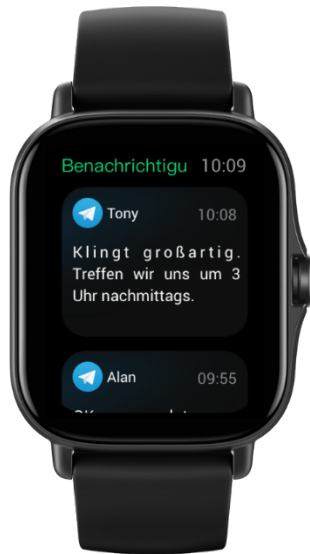 Benachrichtigu 10:09
Tony 10:08
Klingt großartig.
Treffen wir uns um 3
Uhr nachmittags.
Alan 09:55